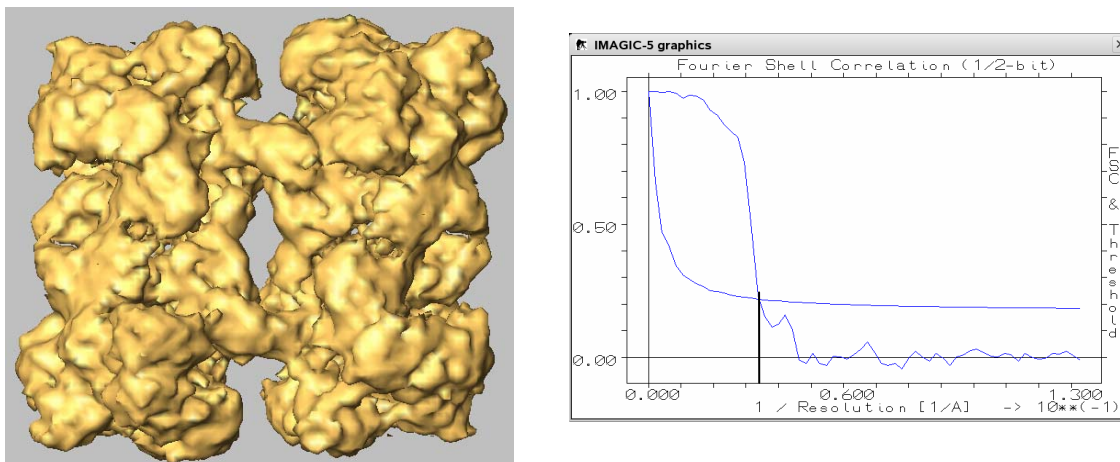 IMAGIC-5 graphics
Fourier Shell Correlation (1/2-bit)
1.00
0.50
0.00
0.000
0.600
1.300
1 / Resolution [1/A] -> 10**(-1)
FSC & Threshold